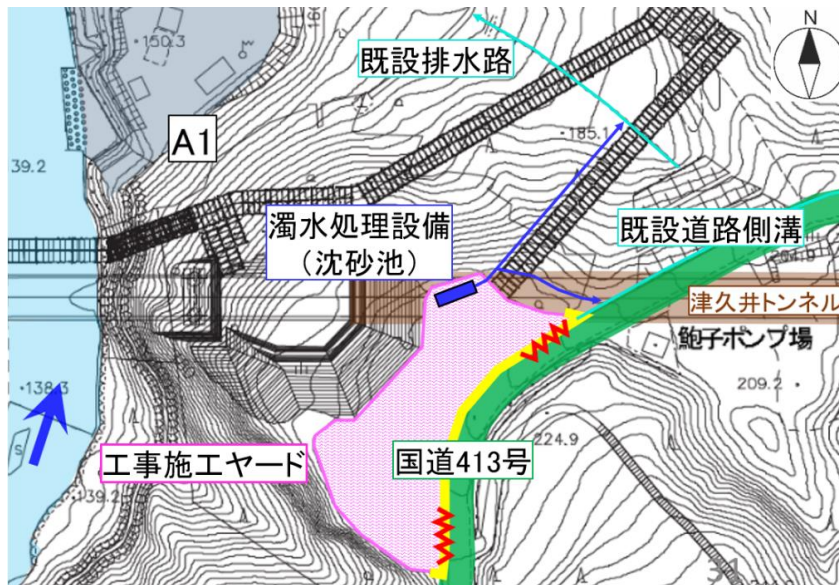 N
・150.3
既設排水路
・185.1
A1
39.2
濁水処理設備
（沈砂池）
既設道路側溝
津久井トンネル
鮑子ポンプ場
・138.3
209.2・
工事施工ヤード
国道413号
224.9
・139.2